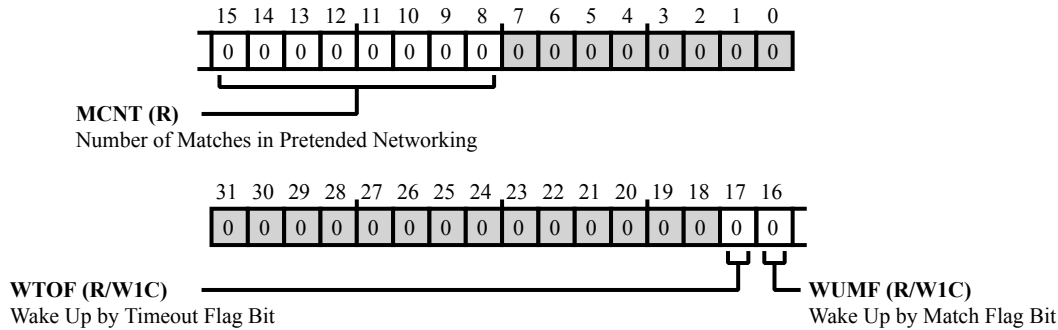 15 14 13 12 11 10 9 8 7 6 5 4 3 2 1 0
0 0 0 0 0 0 0 0 0 0 0 0 0 0 0 0
MCNT (R)
Number of Matches in Pretended Networking
31 30 29 28 27 26 25 24 23 22 21 20 19 18 17 16
0 0 0 0 0 0 0 0 0 0 0 0 0 0 0 0
WTOF (R/W1C)
Wake Up by Timeout Flag Bit
WUMF (R/W1C)
Wake Up by Match Flag Bit